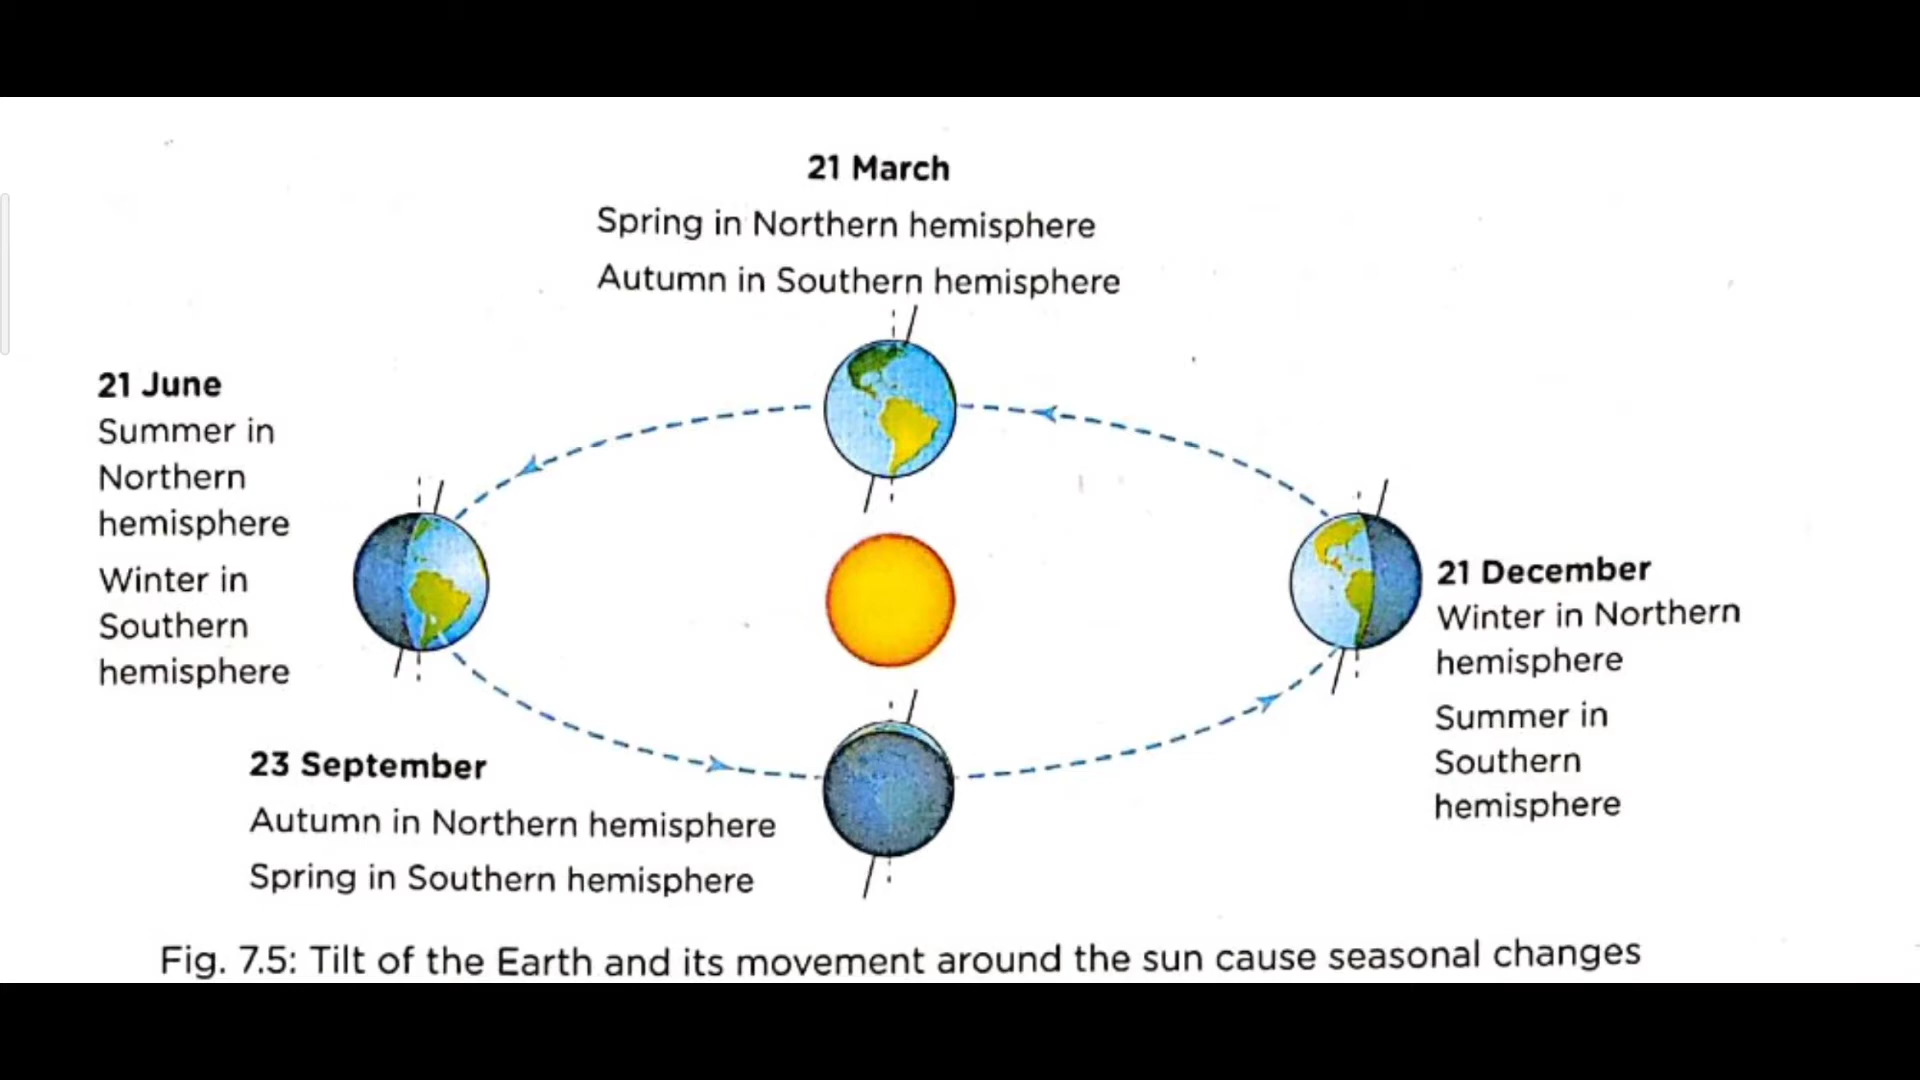 21 March
Spring in Northern hemisphere
Autumn in Southern hemisphere
21 June
Summer in
Northern
hemisphere
Winter in
Southern
hemisphere
21 December
Winter in Northern
hemisphere
Summer in
Southern
hemisphere
23 September
Autumn in Northern hemisphere
Spring in Southern hemisphere
Fig. 7.5: Tilt of the Earth and its movement around the sun cause seasonal changes